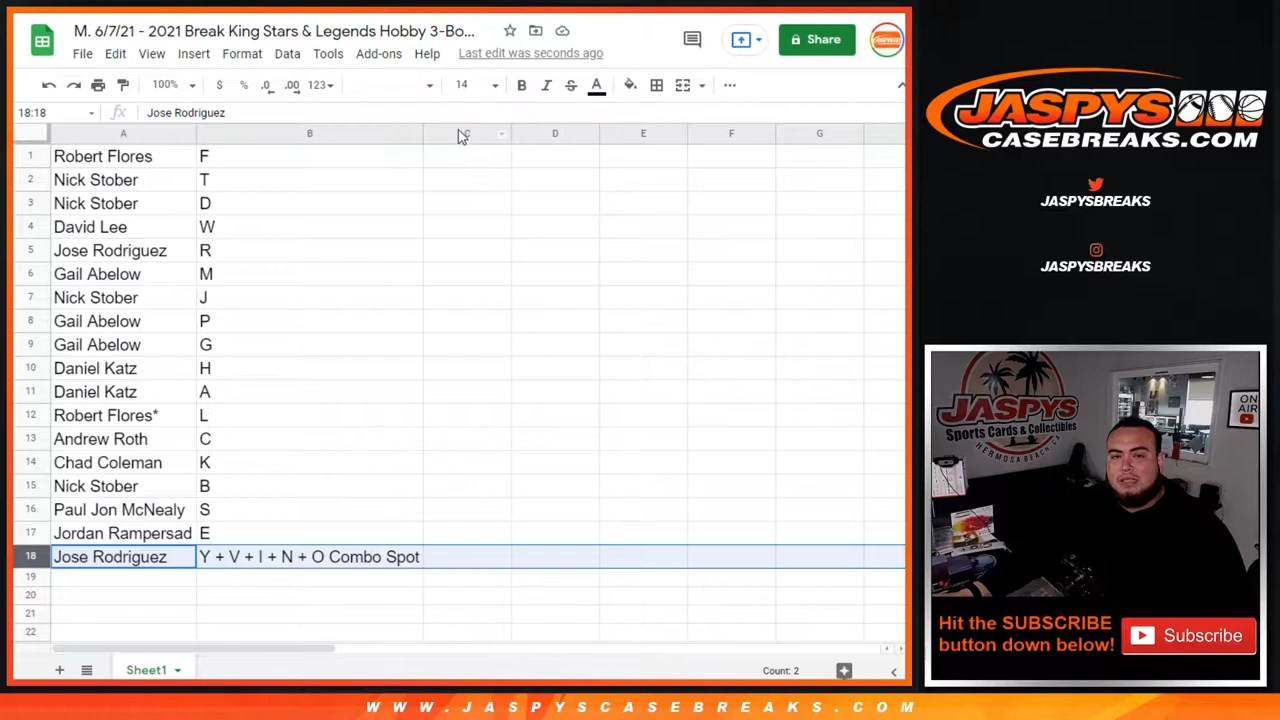 M. 6/7/21 - 2021 Break King Stars & Legends Hobby 3-Bo...
File Edit View Insert Format Data Tools Add-ons Help Last edit was seconds ago
Share
100% $ % .0 .00 123 14 B I S A
18:18 fx Jose Rodriguez
A B C D E F G
1 Robert Flores F
2 Nick Stober T
3 Nick Stober D
4 David Lee W
5 Jose Rodriguez R
6 Gail Abelow M
7 Nick Stober J
8 Gail Abelow P
9 Gail Abelow G
10 Daniel Katz H
11 Daniel Katz A
12 Robert Flores* L
13 Andrew Roth C
14 Chad Coleman K
15 Nick Stober B
16 Paul Jon McNealy S
17 Jordan Rampersad E
18 Jose Rodriguez Y + V + I + N + O Combo Spot
19
20
21
22
Sheet1 Count: 2
JASPYS
CASEBREAKS.COM
JASPYSBREAKS
JASPYSBREAKS
JASPYS
Sports Cards & Collectibles
HERMOSA BEACH CA
ON
AIR
Hit the SUBSCRIBE
button down below!
Subscribe
WWW.JASPYSCASEBREAKS.COM